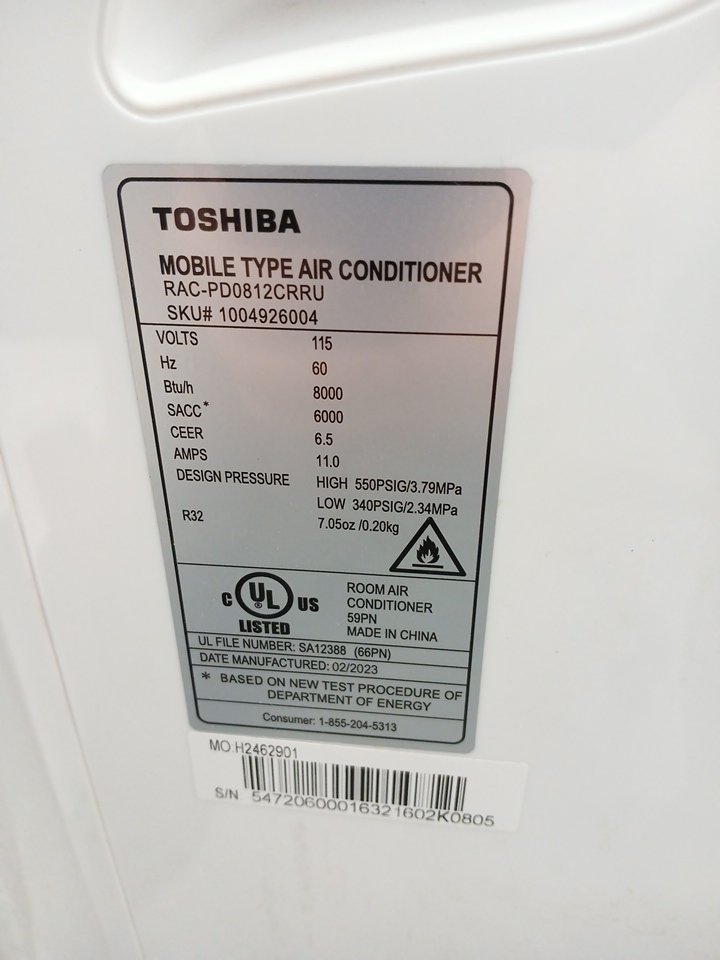 TOSHIBA
MOBILE TYPE AIR CONDITIONER
RAC-PD0812CRRU
SKU# 1004926004
VOLTS 115
Hz 60
Btu/h 8000
SACC* 6000
CEER 6.5
AMPS 11.0
DESIGN PRESSURE HIGH 550PSIG/3.79MPa
LOW 340PSIG/2.34MPa
R32 7.05oz /0.20kg
C UL ® US
LISTED
ROOM AIR
CONDITIONER
59PN
MADE IN CHINA
UL FILE NUMBER: SA12388 (66PN)
DATE MANUFACTURED: 02/2023
* BASED ON NEW TEST PROCEDURE OF
DEPARTMENT OF ENERGY
Consumer: 1-855-204-5313
MO.H2462901
S/N 54720600016321602K0805